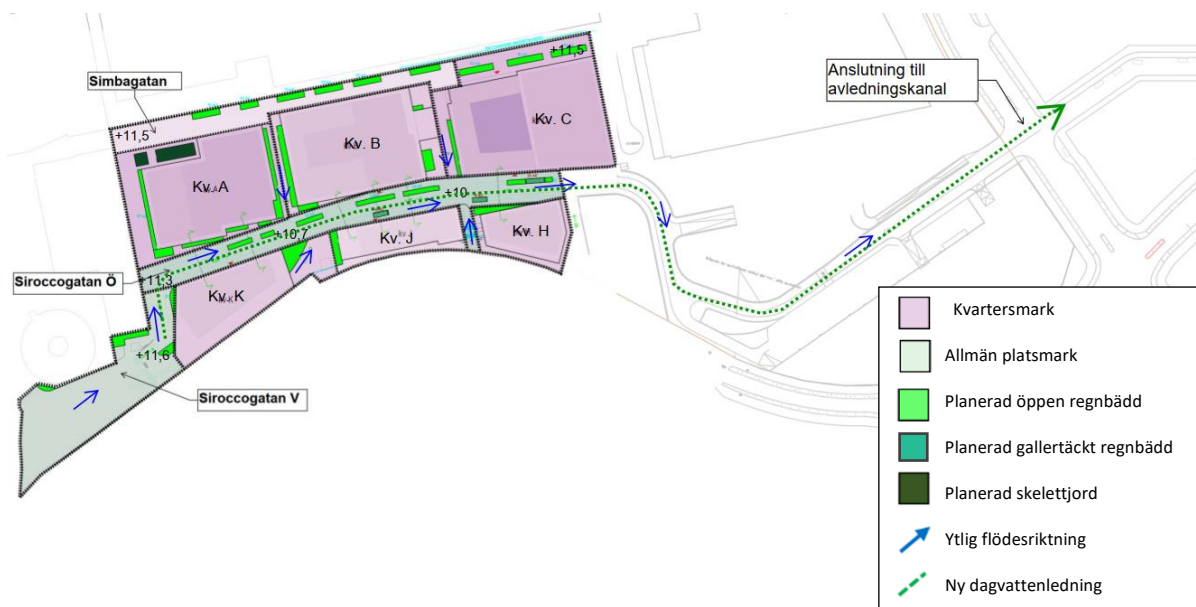 +11,5
Simbagatan
Anslutning till
avledningskanal
+11,5
Kv. C
Kv. B
Kv. A
+10
+10,7
Kv. J
Kv. H
Siroccogatan Ö
+11,3
Kv. K
+11,6
Siroccogatan V
Kvartersmark
Allmän platsmark
Planerad öppen regnbädd
Planerad gallertäckt regnbädd
Planerad skelettjord
Ytlig flödesriktning
Ny dagvattenledning